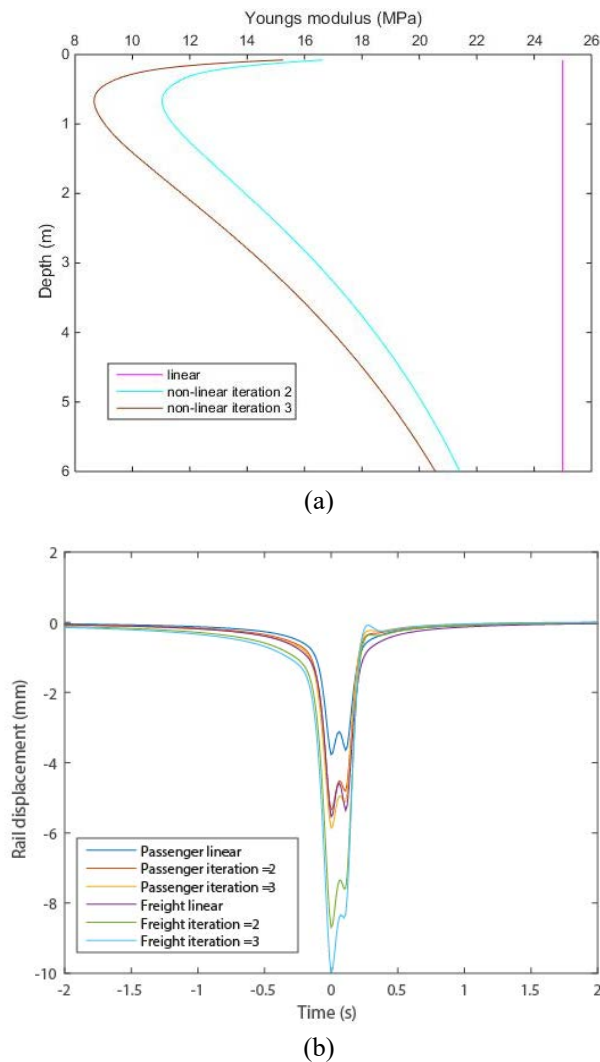 Youngs modulus (MPa)
8 10 12 14 16 18 20 22 24 26
0
1
2
3
4
5
6
Depth (m)
linear
non-linear iteration 2
non-linear iteration 3
(a)
2
0
-2
-4
-6
-8
-10
Rail displacement (mm)
Passenger linear
Passenger iteration =2
Passenger iteration =3
Freight linear
Freight iteration =2
Freight iteration =3
-2 -1.5 -1 -0.5 0 0.5 1 1.5 2
Time (s)
(b)